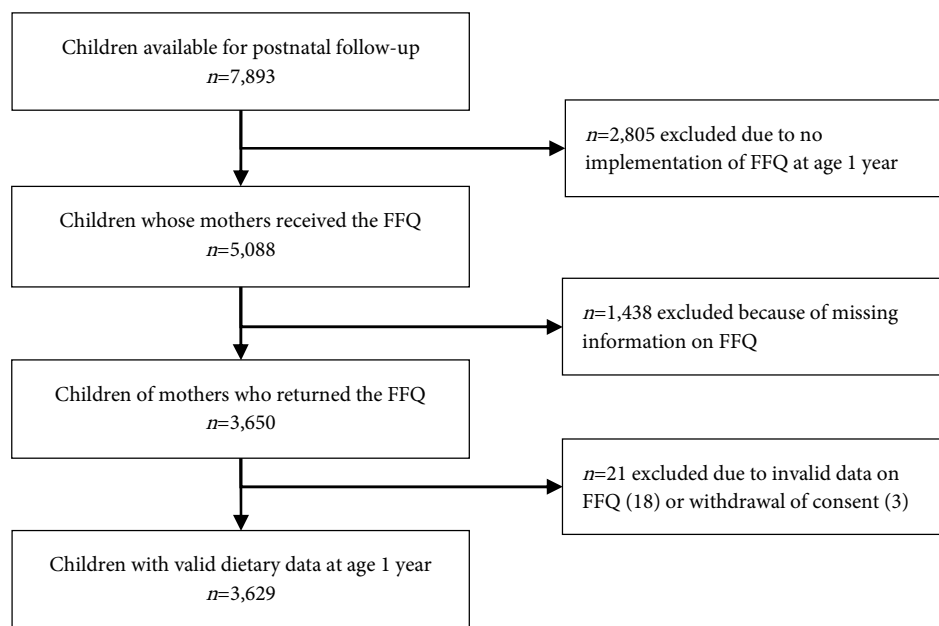 Children available for postnatal follow-up
n=7,893
n=2,805 excluded due to no
implementation of FFQ at age 1 year
Children whose mothers received the FFQ
n=5,088
n=1,438 excluded because of missing
information on FFQ
Children of mothers who returned the FFQ
n=3,650
n=21 excluded due to invalid data on
FFQ (18) or withdrawal of consent (3)
Children with valid dietary data at age 1 year
n=3,629